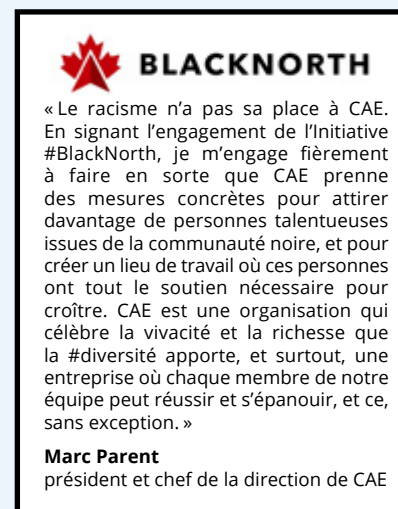 BLACKNORTH
« Le racisme n’a pas sa place à CAE.
En signant l’engagement de l’Initiative
#BlackNorth, je m’engage fièrement
à faire en sorte que CAE prenne
des mesures concrètes pour attirer
davantage de personnes talentueuses
issues de la communauté noire, et pour
créer un lieu de travail où ces personnes
ont tout le soutien nécessaire pour
croître. CAE est une organisation qui
célèbre la vivacité et la richesse que
la #diversité apporte, et surtout, une
entreprise où chaque membre de notre
équipe peut réussir et s’épanouir, et ce,
sans exception. »
Marc Parent
président et chef de la direction de CAE